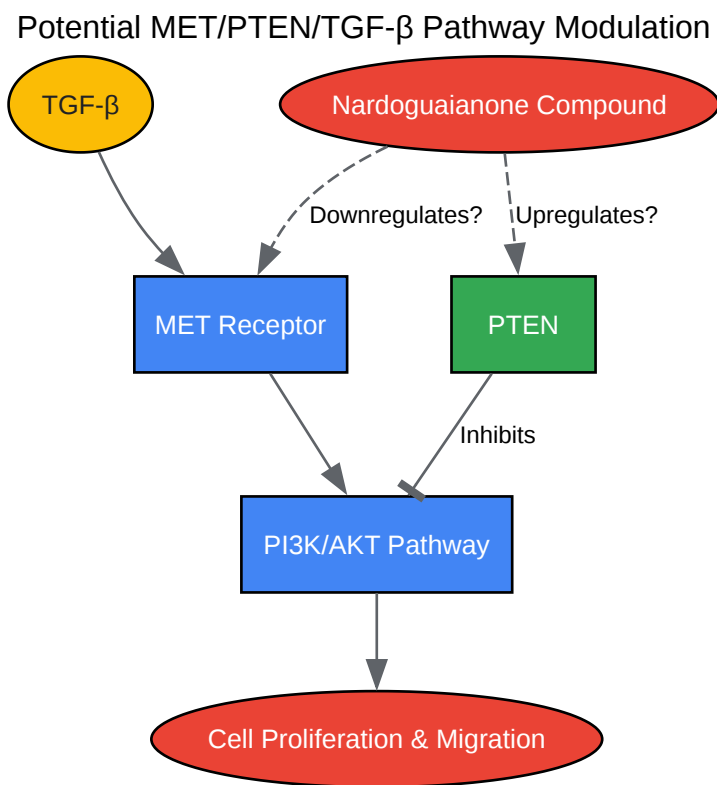 Potential MET/PTEN/TGF-β Pathway Modulation
TGF-β
Nardoguaianone Compound
Downregulates?
Upregulates?
MET Receptor
PTEN
Inhibits
PI3K/AKT Pathway
Cell Proliferation & Migration